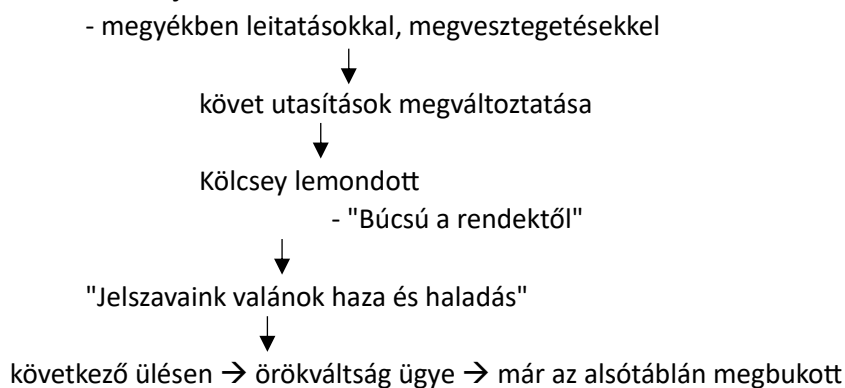 - megyékben leitatásokkal, megvesztegetésekkel
követ utasítások megváltoztatása
Kölcsey lemondott
- "Búcsú a rendektől"
"Jelszavaink valánok haza és haladás"
következő ülésen → örökváltság ügye → már az alsótáblán megbukott